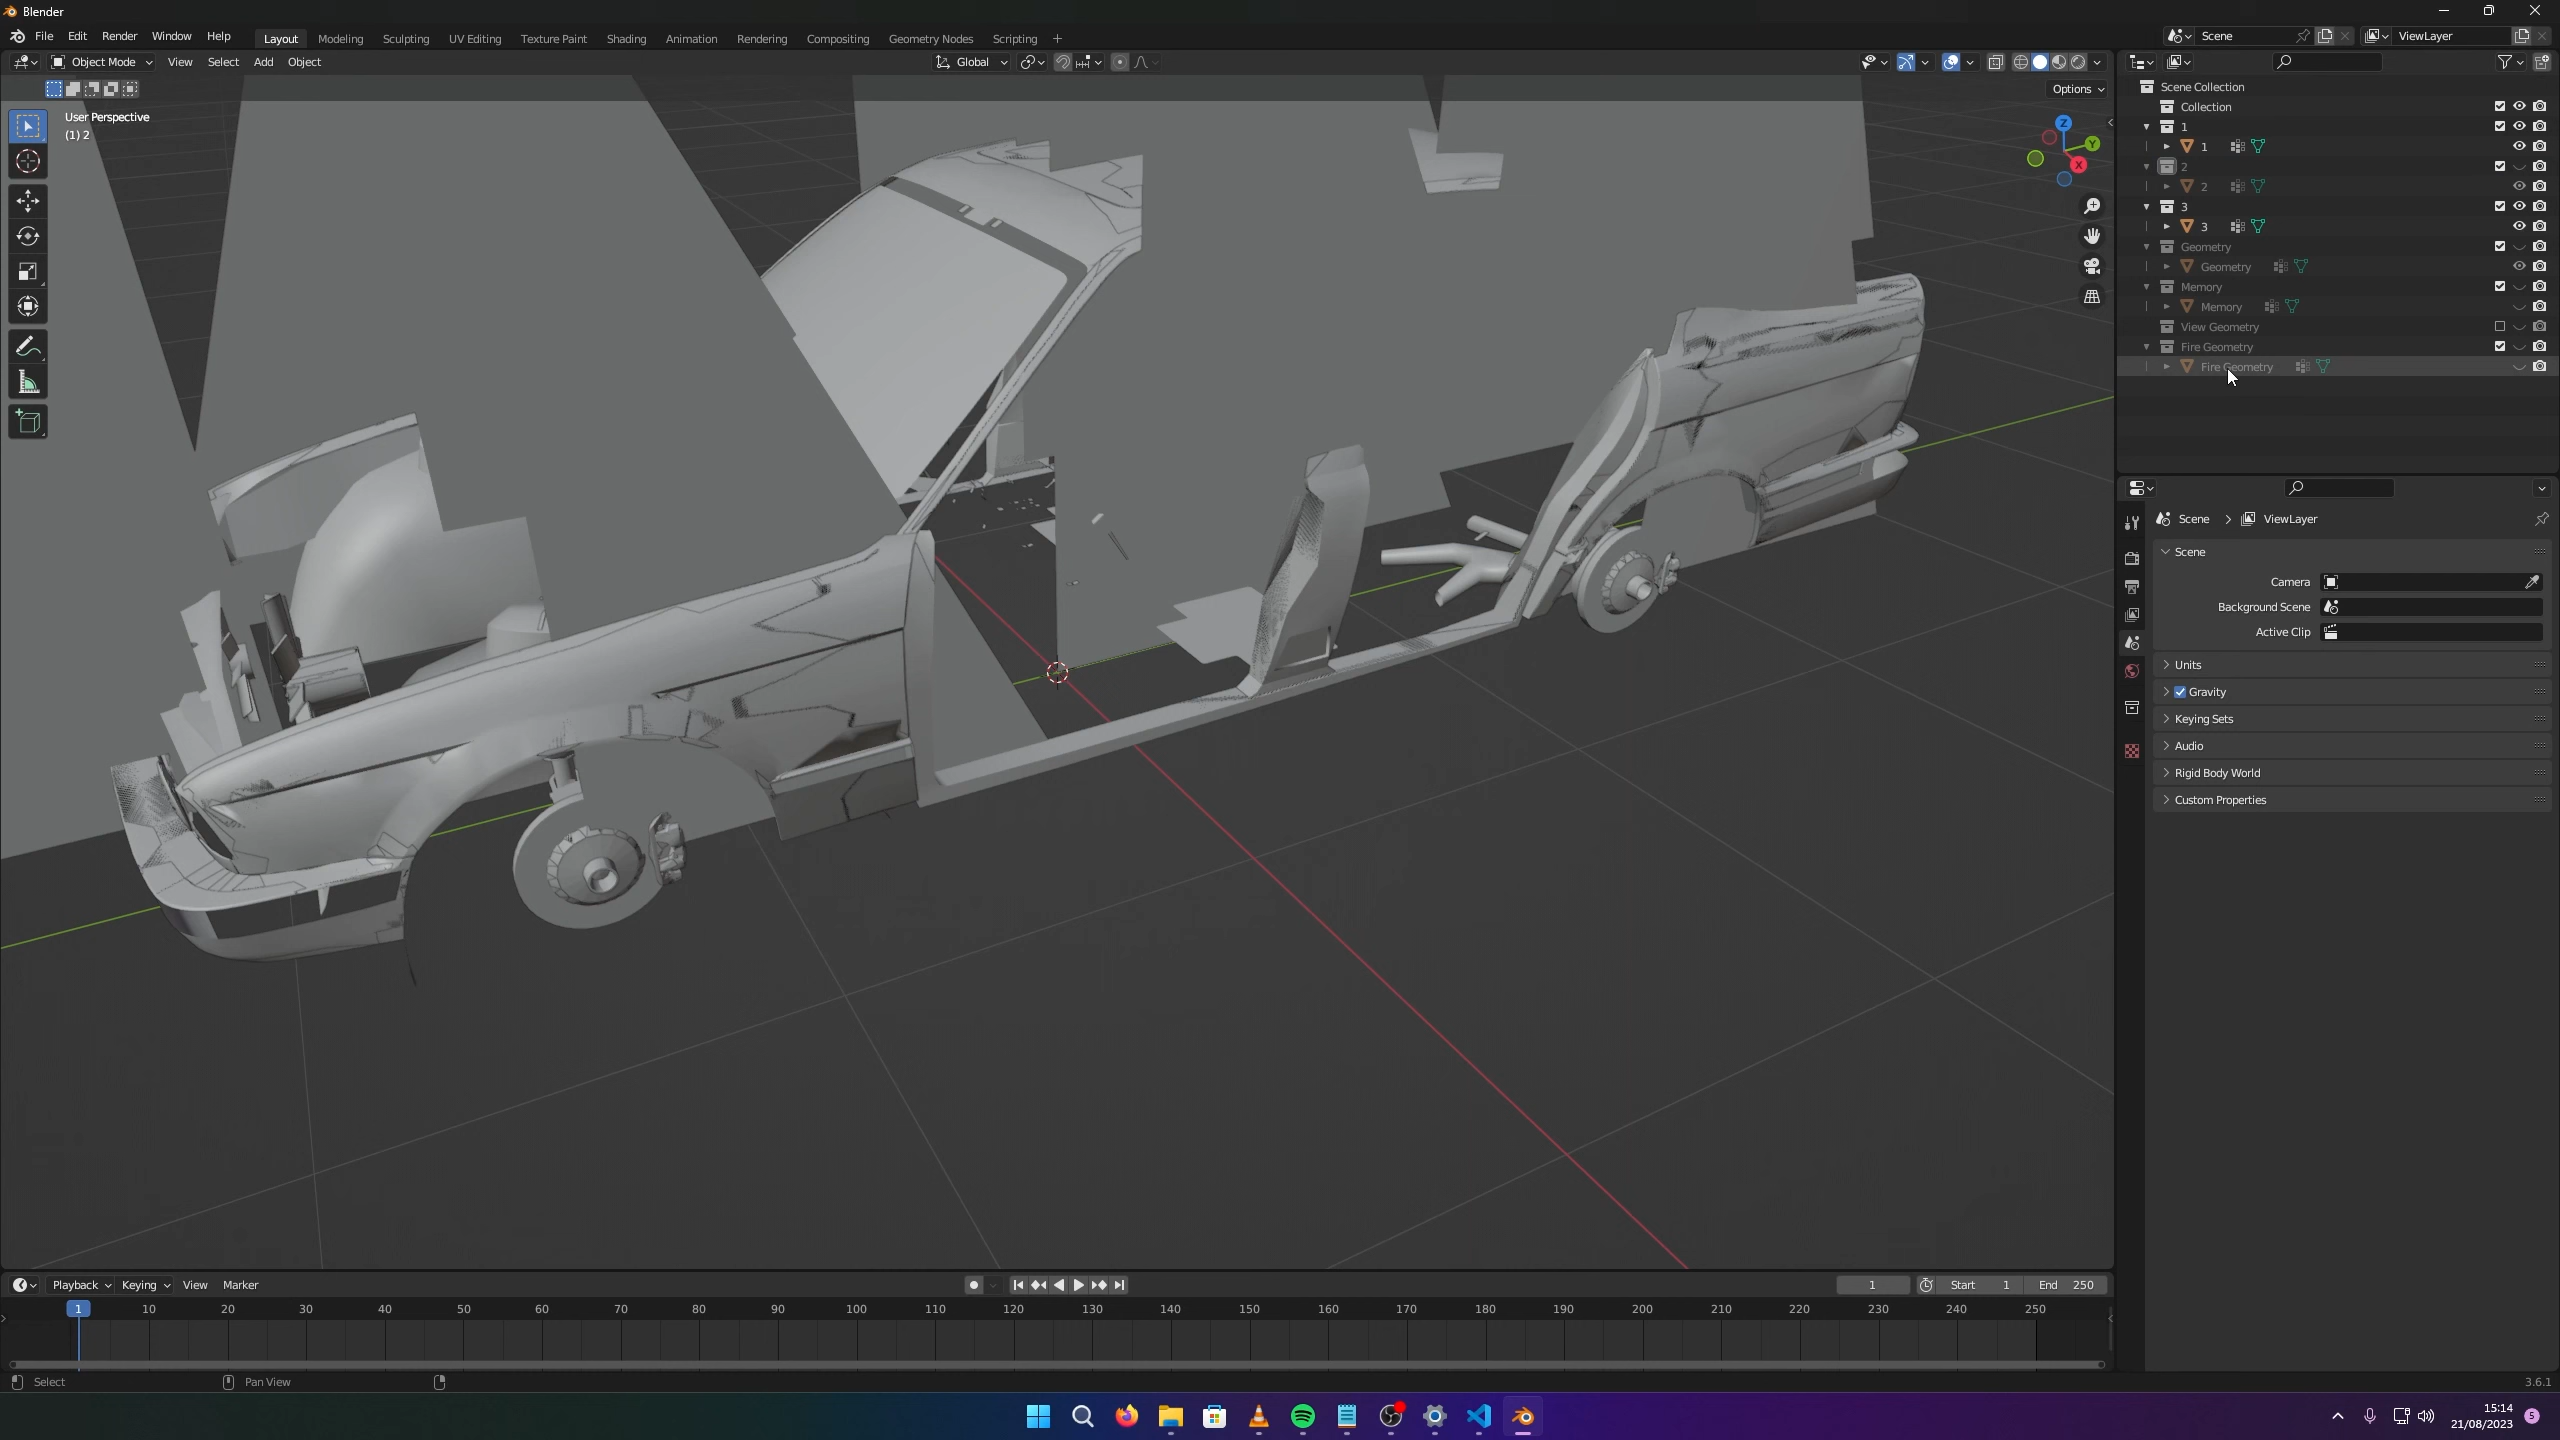 Blender
File Edit Render Window Help Layout Modeling Sculpting UV Editing Texture Paint Shading Animation Rendering Compositing Geometry Nodes Scripting + Scene ViewLayer
Object Mode View Select Add Object Global
Options
User Perspective
(1) 2
Z
Y
X
Scene Collection
Collection
1
1
2
2
3
3
Geometry
Geometry
Memory
Memory
View Geometry
Fire Geometry
Fire Geometry
Scene > ViewLayer
Scene
Camera
Background Scene
Active Clip
Units
Gravity
Keying Sets
Audio
Rigid Body World
Custom Properties
Playback Keying View Marker 1 Start 1 End 250
1 10 20 30 40 50 60 70 80 90 100 110 120 130 140 150 160 170 180 190 200 210 220 230 240 250
Select Pan View 3.6.1
15:14
21/08/2023 5